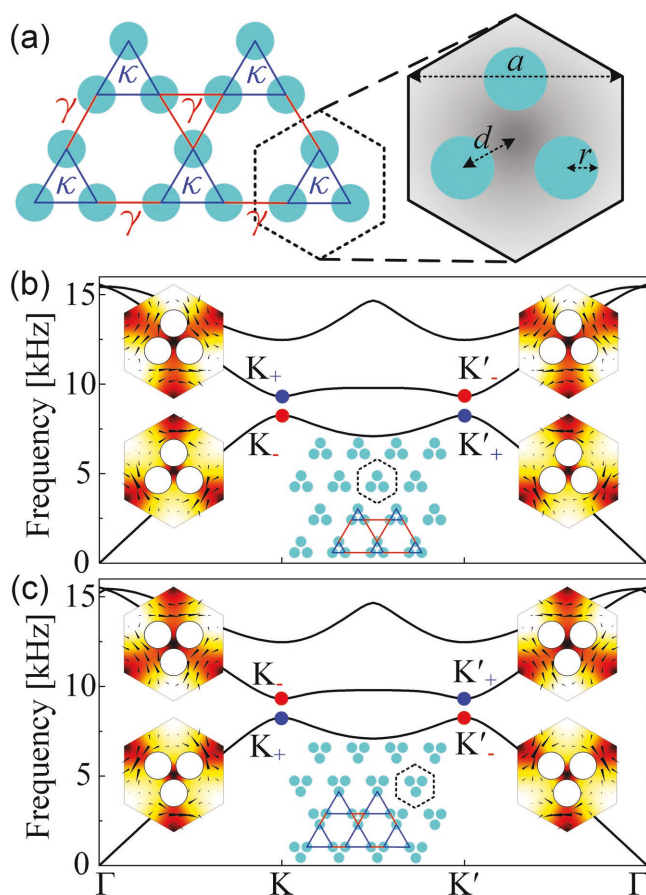 (a)
κ κ
γ γ
κ κ κ
γ γ
a
d
r
(b)
15
10
5
0
Frequency [kHz]
K₊ K′₋
K₋ K′₊
(c)
15
10
5
0
Frequency [kHz]
K₋ K′₊
K₊ K′₋
Γ K K′ Γ